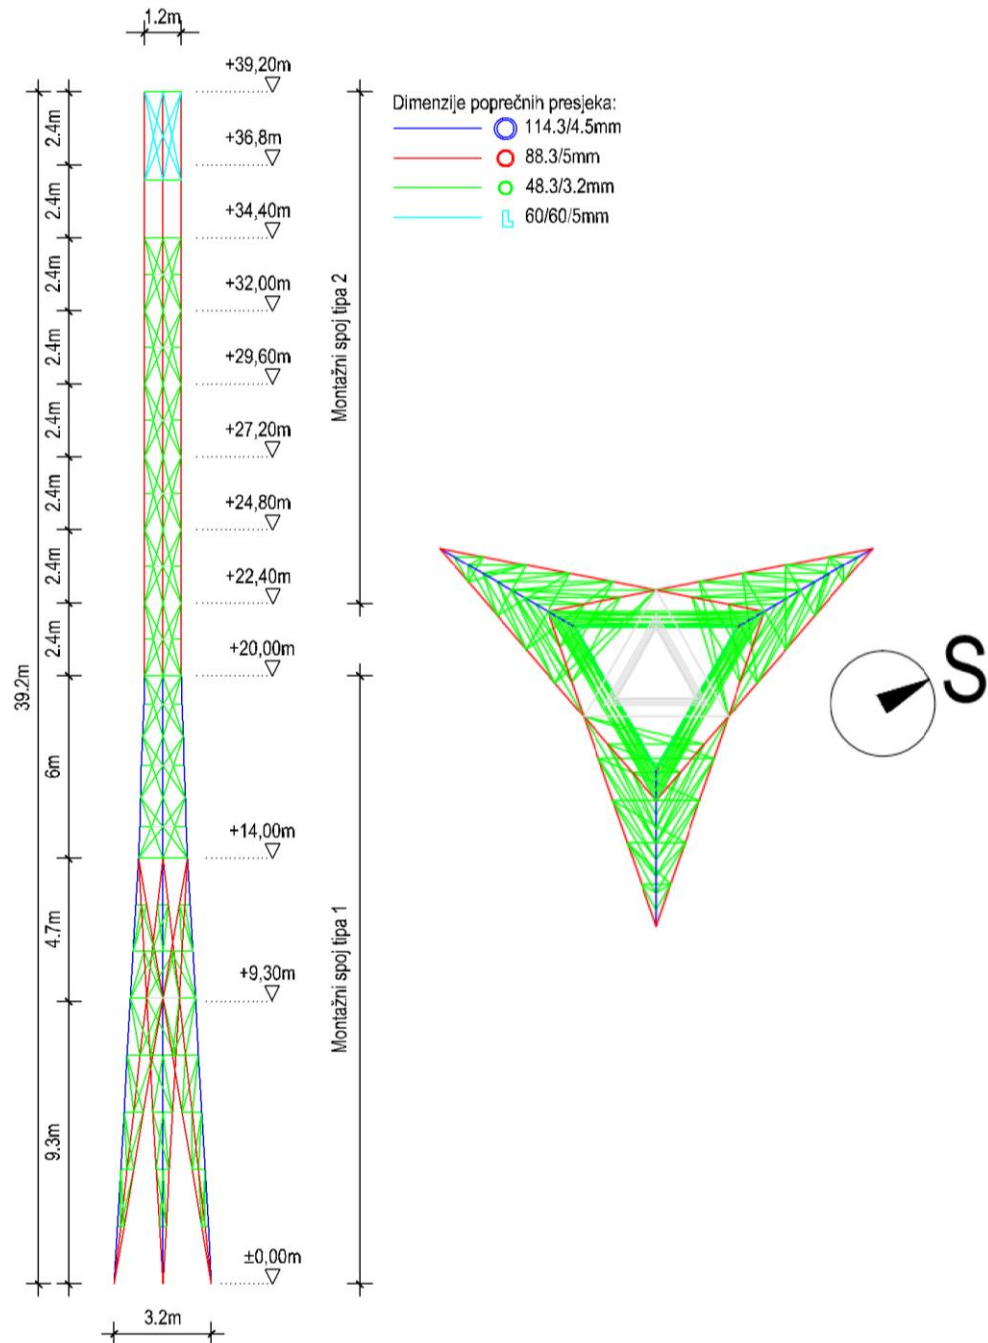 1.2m
+39,20m
+36,8m
+34,40m
+32,00m
+29,60m
+27,20m
+24,80m
+22,40m
+20,00m
+14,00m
+9,30m
±0,00m
2.4m
2.4m
2.4m
2.4m
2.4m
2.4m
2.4m
2.4m
6m
4.7m
9.3m
39.2m
3.2m
Montažni spoj tipa 2
Montažni spoj tipa 1
Dimenzije poprečnih presjeka:
114.3/4.5mm
88.3/5mm
48.3/3.2mm
60/60/5mm
S